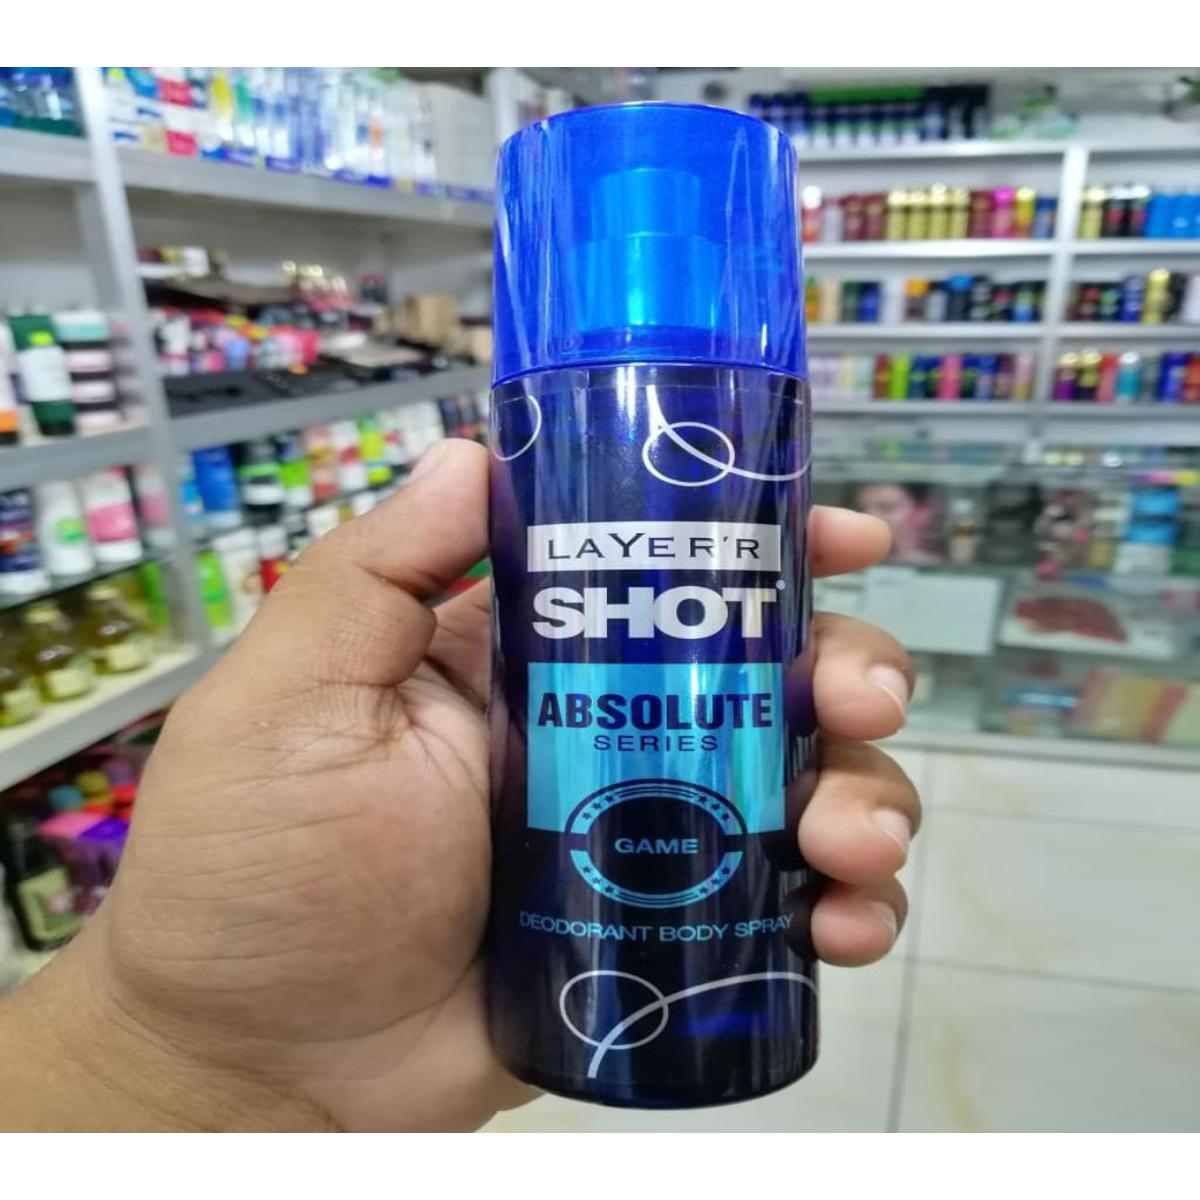 LAYER'R
SHOT®
ABSOLUTE
SERIES
GAME
DEODORANT BODY SPRAY